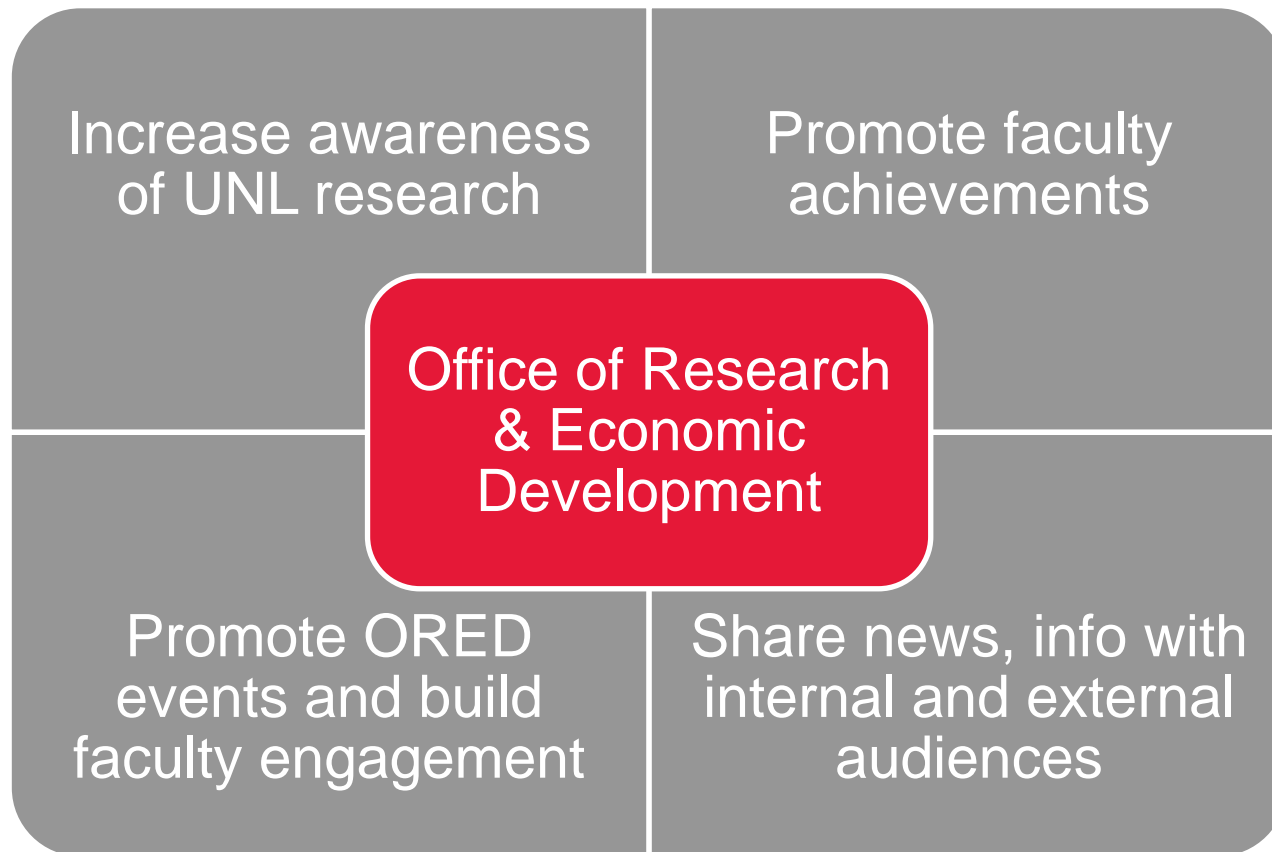 Increase awareness
of UNL research
Promote faculty
achievements
Office of Research
& Economic
Development
Promote ORED
events and build
faculty engagement
Share news, info with
internal and external
audiences